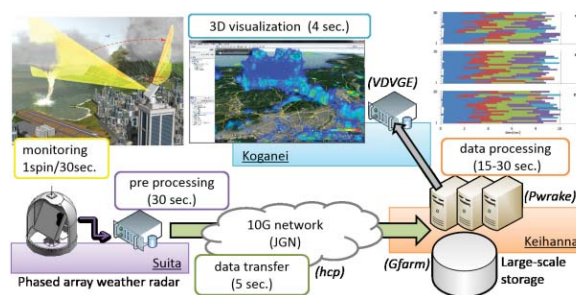 3D visualization (4 sec.)
(VDVGE)
monitoring
1spin/30sec.
Koganei
data processing
(15-30 sec.)
pre processing
(30 sec.)
(Pwrake)
10G network
(JGN)
Suita
Keihanna
data transfer
(5 sec.)
(hcp)
(Gfarm)
Large-scale
storage
Phased array weather radar